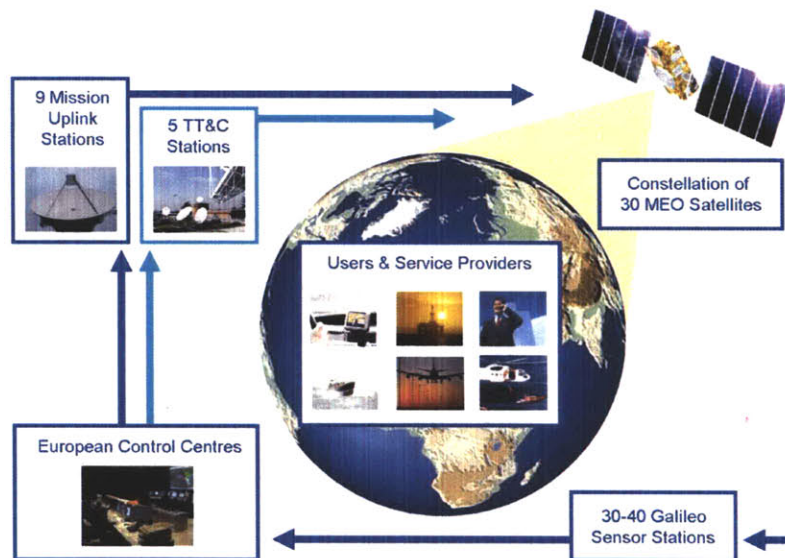 9 Mission
Uplink
Stations
5 TT&C
Stations
Constellation of
30 MEO Satellites
Users & Service Providers
European Control Centres
30-40 Galileo
Sensor Stations